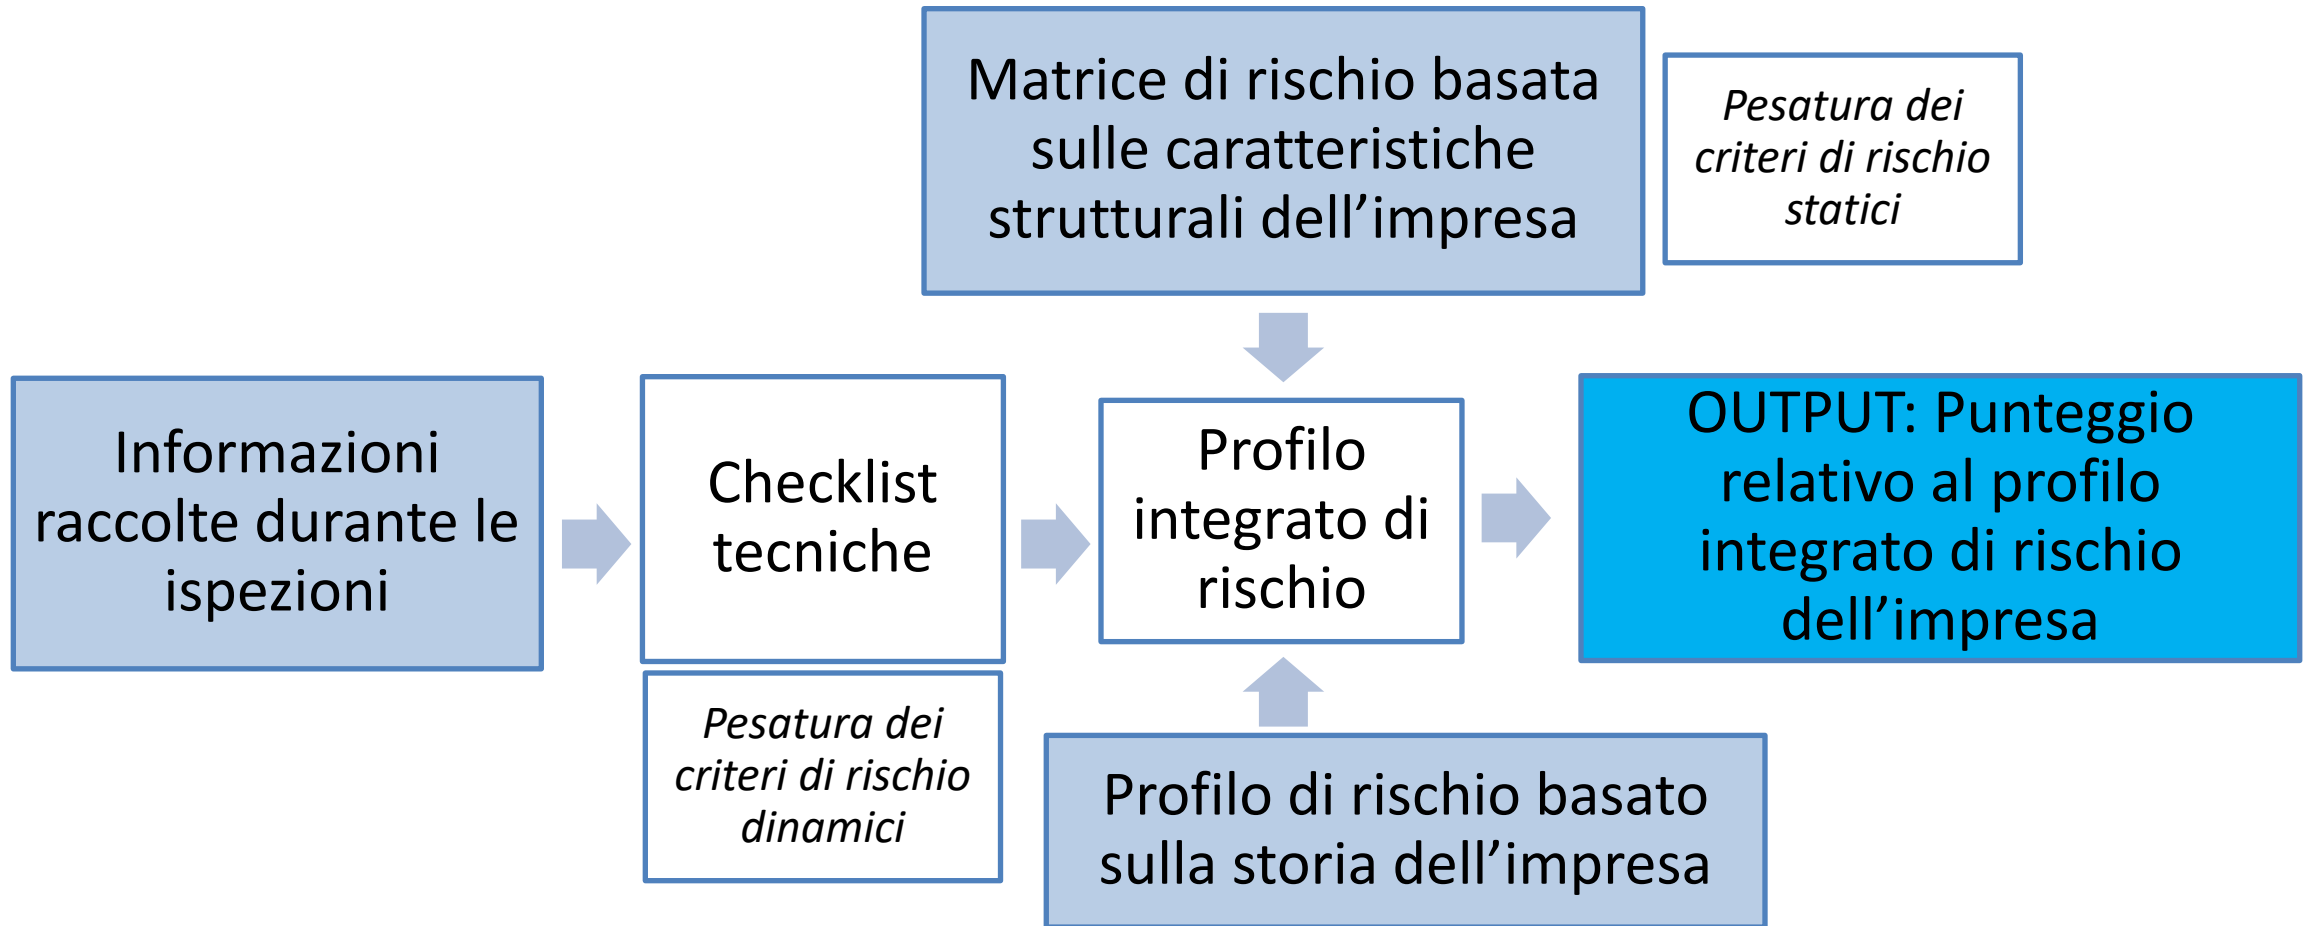 Matrice di rischio basata
sulle caratteristiche
strutturali dell’impresa
Pesatura dei
criteri di rischio
statici
Informazioni
raccolte durante le
ispezioni
Checklist
tecniche
Pesatura dei
criteri di rischio
dinamici
Profilo
integrato di
rischio
OUTPUT: Punteggio
relativo al profilo
integrato di rischio
dell’impresa
Profilo di rischio basato
sulla storia dell’impresa